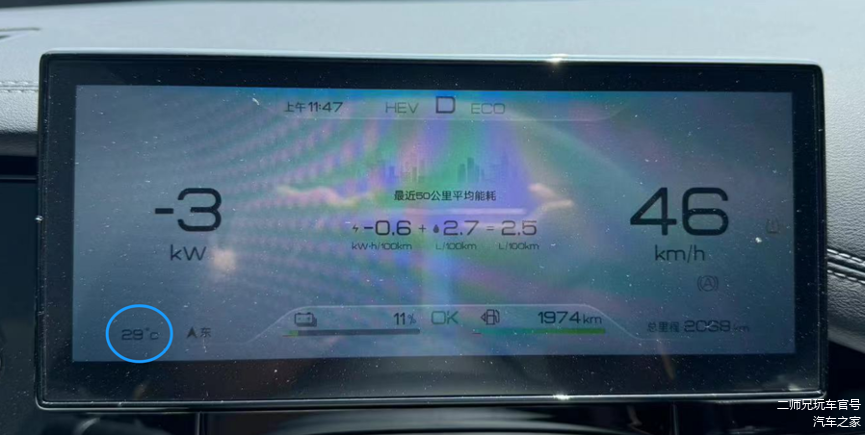 上午11:47 HEV D ECO
最近50公里平均能耗
-3
kW
-0.6 + 2.7 = 2.5
kW·h/100km L/100km L/100km
46
km/h
29°C 东
11% OK 1974km
总里程 2038km
二师兄玩车官号
汽车之家